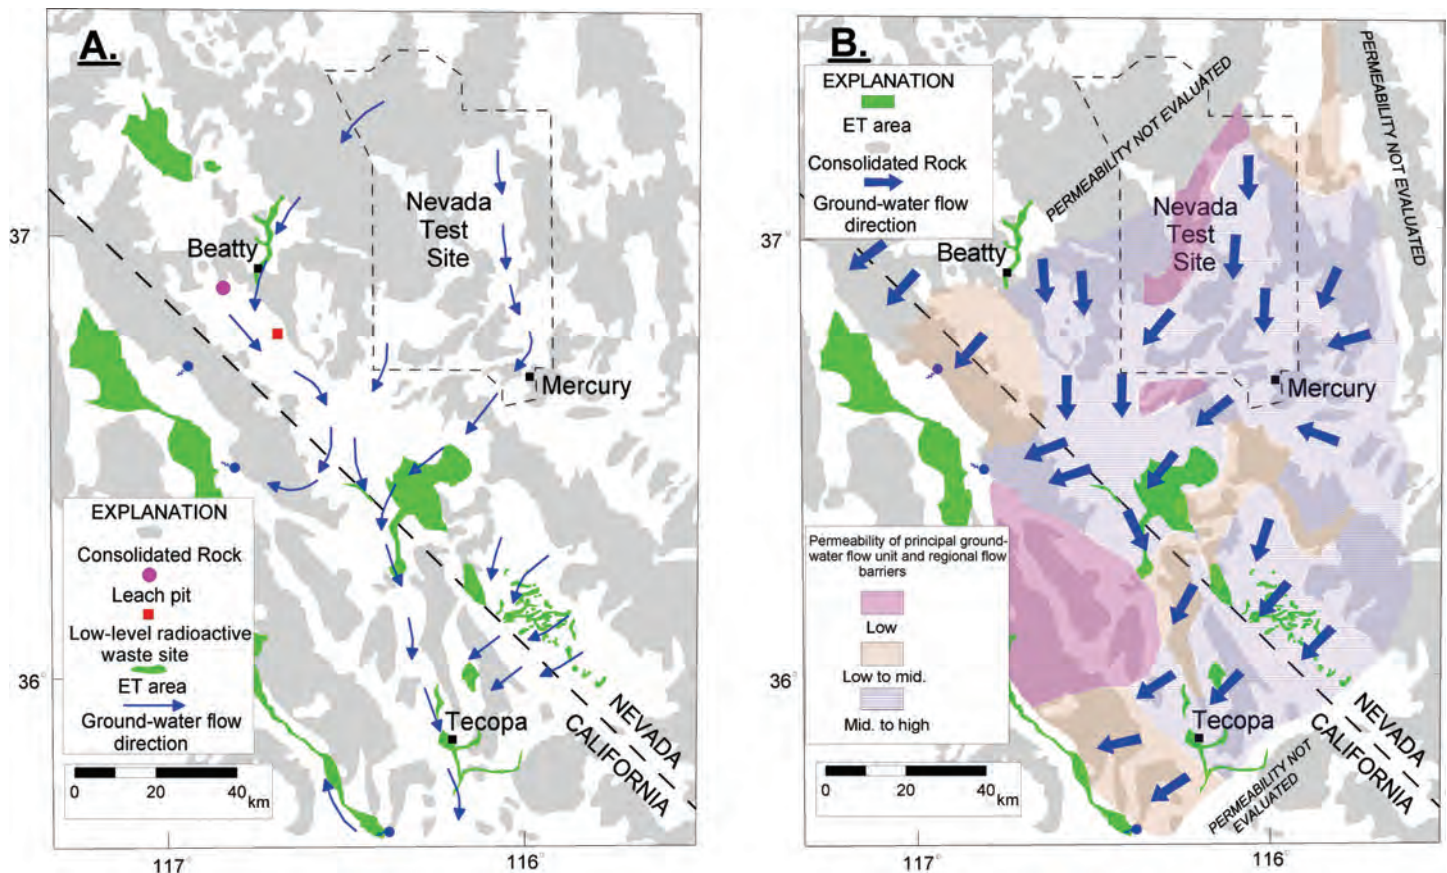 A.
37°
36°
Nevada
Test
Site
Beatty
Mercury
Tecopa
NEVADA
CALIFORNIA
EXPLANATION
Consolidated Rock
Leach pit
Low-level radioactive
waste site
ET area
Ground-water flow
direction
0 20 40
km
117°
116°
B.
EXPLANATION
ET area
Consolidated Rock
Ground-water flow
direction
PERMEABILITY NOT EVALUATED
PERMEABILITY NOT EVALUATED
37°
36°
Nevada
Test
Site
Beatty
Mercury
Permeability of principal ground-
water flow unit and regional flow
barriers
Low
Low to mid.
Mid. to high
Tecopa
NEVADA
CALIFORNIA
PERMEABILITY NOT
EVALUATED
0 20 40
km
117°
116°